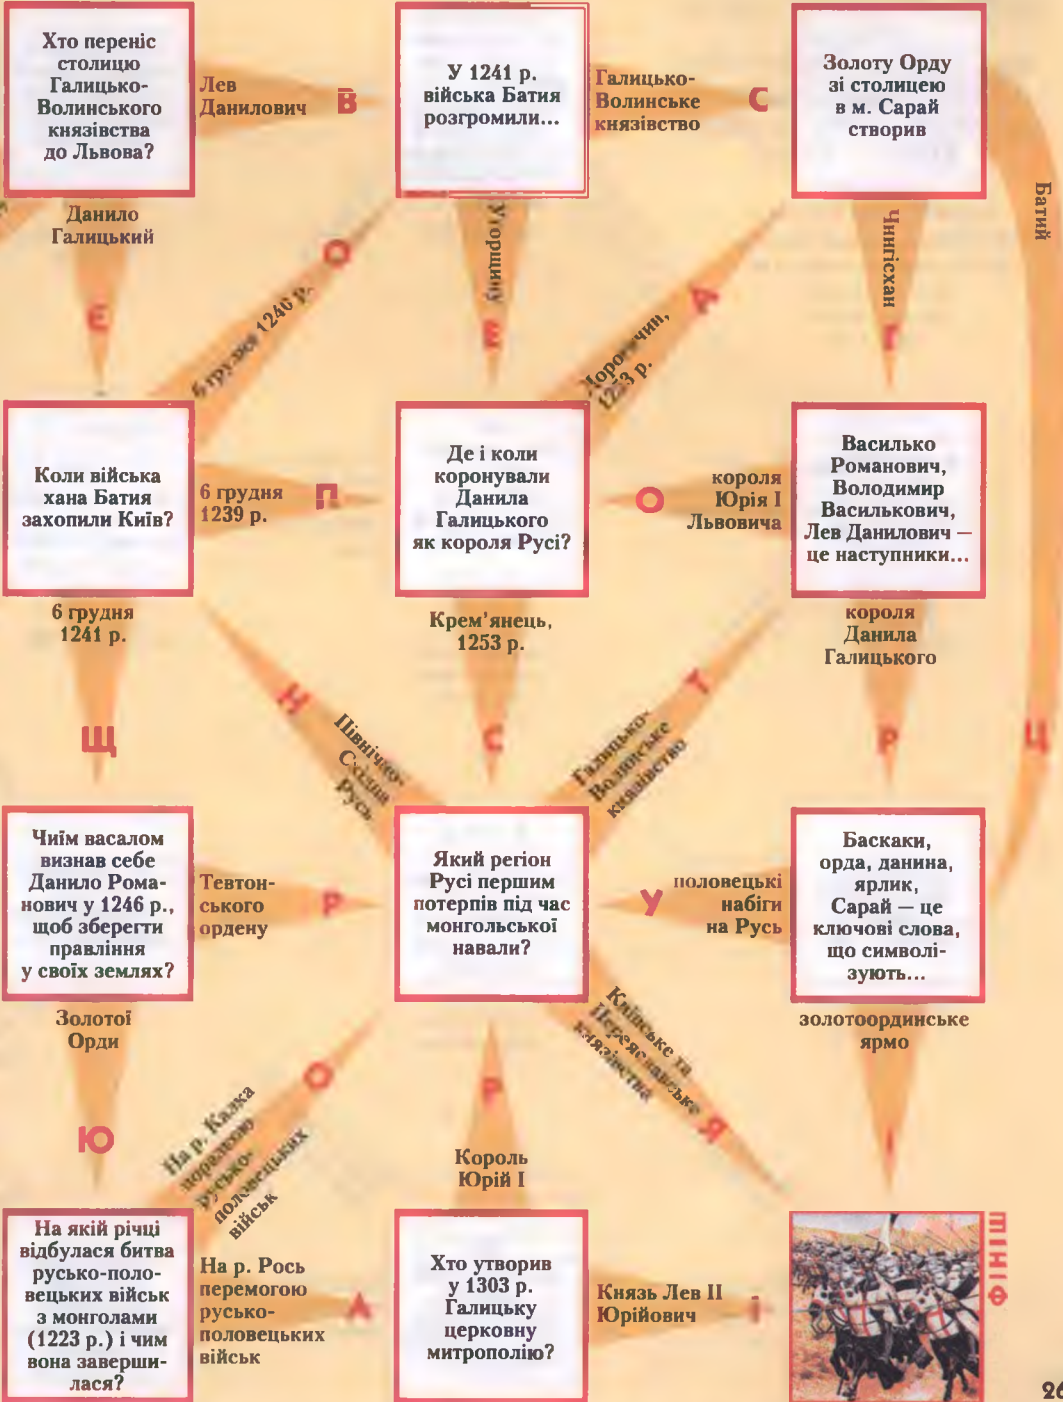 Хто переніс
столицю
Галицько-
Волинського
князівства
до Львова?
Лев
Данилович
В
У 1241 р.
війська Батия
розгромили...
Галицько-
Волинське
князівство
С
Золоту Орду
зі столицею
в м. Сарай
створив
Данило
Галицький
Є
О
6 грудня 1240 р.
Угорщину
Е
А
Дорогичин,
1253 р.
Чингісхан
Г
Батий
Коли війська
хана Батия
захопили Київ?
6 грудня
1239 р.
П
Де і коли
коронували
Данила
Галицького
як короля Русі?
О
короля
Юрія І
Львовича
Василько
Романович,
Володимир
Василькович,
Лев Данилович —
це наступники...
6 грудня
1241 р.
Щ
Н
Північно-
Східна
Русь
Крем'янець,
1253 р.
С
Т
Галицько-
Волинське
князівство
короля
Данила
Галицького
Р
Ц
Чиїм васалом
визнав себе
Данило Рома-
нович у 1246 р.,
щоб зберегти
правління
у своїх землях?
Тевтон-
ського
ордену
Р
Який регіон
Русі першим
потерпів під час
монгольської
навали?
У
половецькі
набіги
на Русь
Баскаки,
орда, данина,
ярлик,
Сарай — це
ключові слова,
що символі-
зують...
Золотої
Орди
Ю
О
На р. Калка
поразкою
русько-
половецьких
військ
Р
Король
Юрій І
Київське та
Переяславське
князівства
Я
золотоординське
ярмо
І
На якій річці
відбулася битва
русько-поло-
вецьких військ
з монголами
(1223 р.) і чим
вона заверши-
лася?
На р. Рось
перемогою
русько-
половецьких
військ
Л
Хто утворив
у 1303 р.
Галицьку
церковну
митрополію?
Князь Лев ІІ
Юрійович
І
ФІНІШ
26